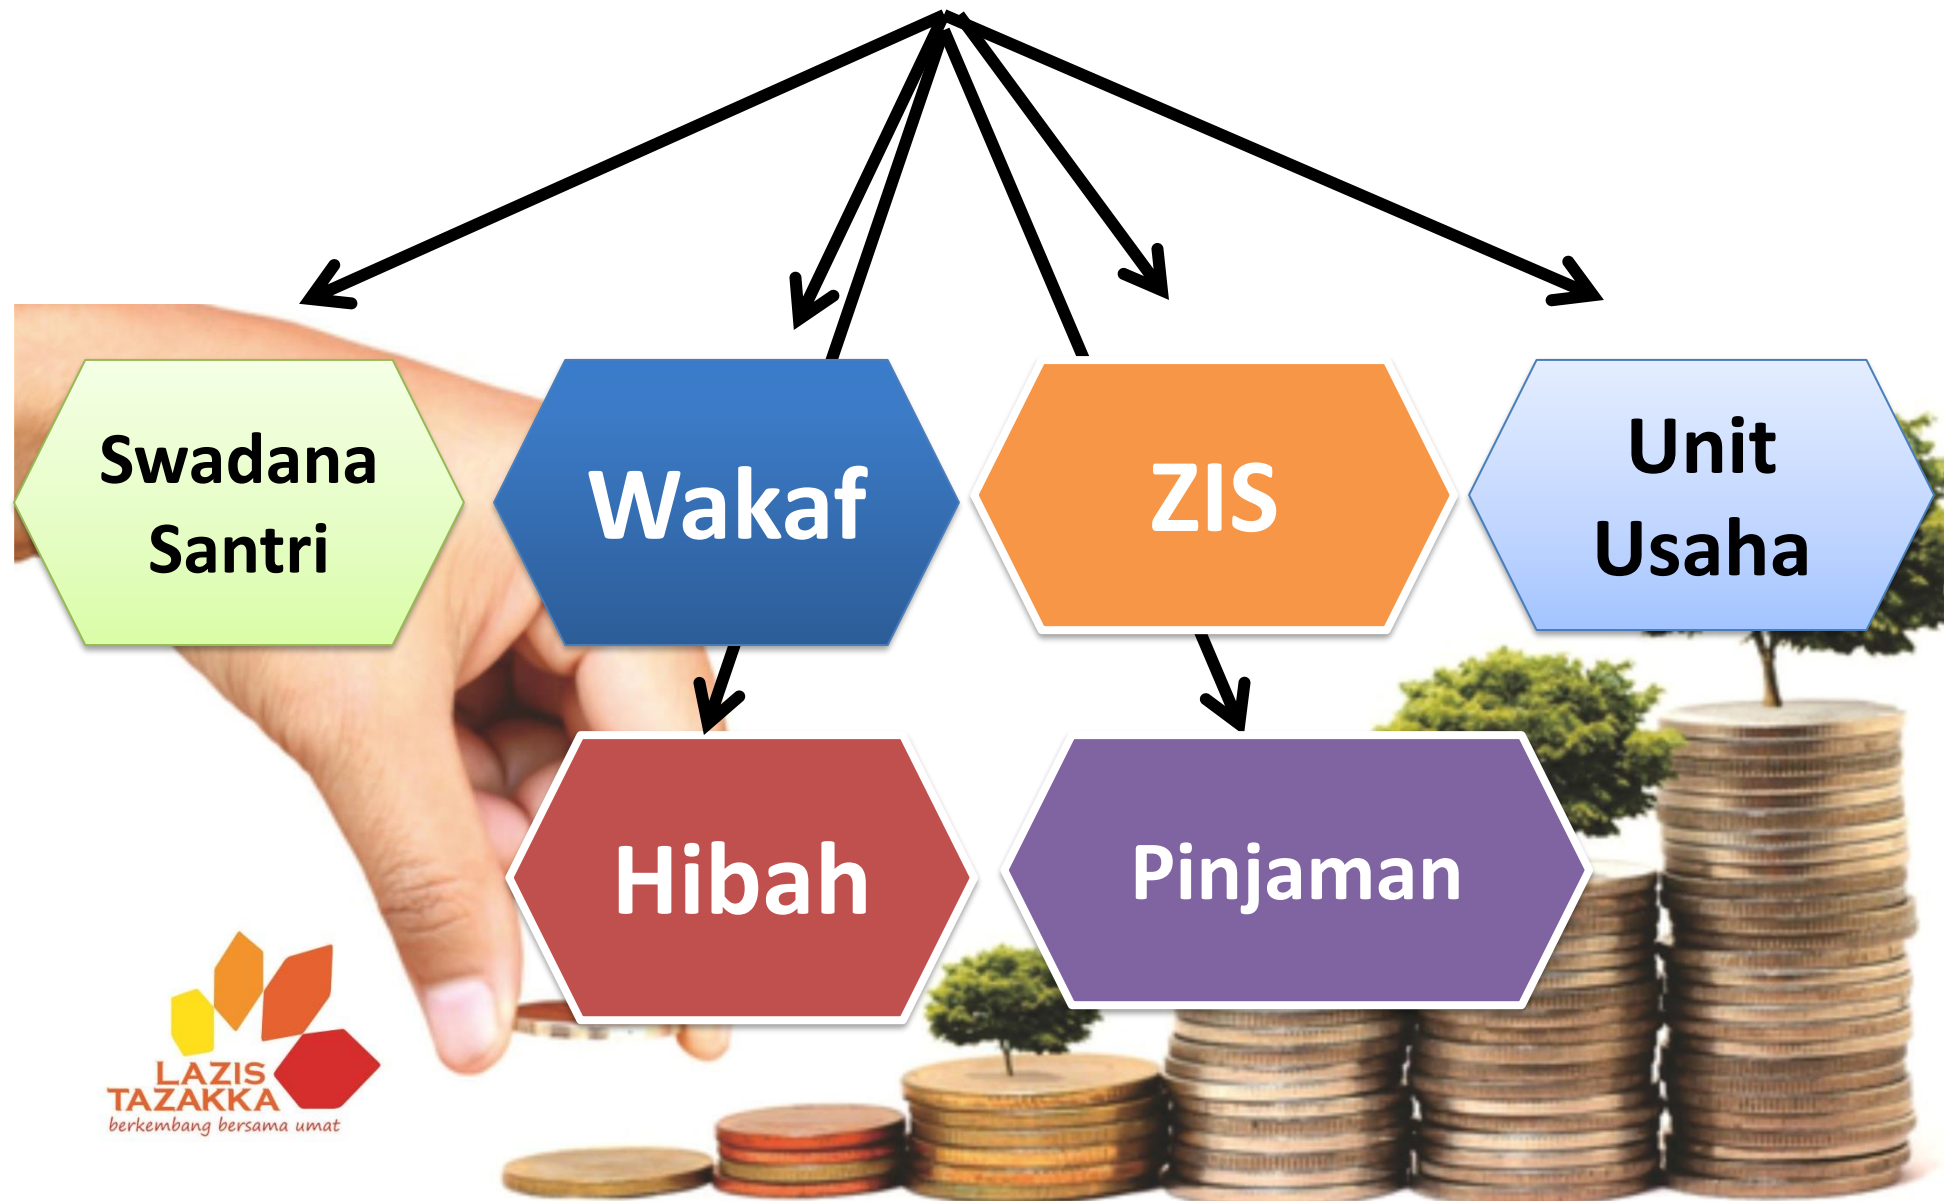 Swadana
Santri
Wakaf
ZIS
Unit
Usaha
Hibah
Pinjaman
LAZIS
TAZAKKA
berkembang bersama umat